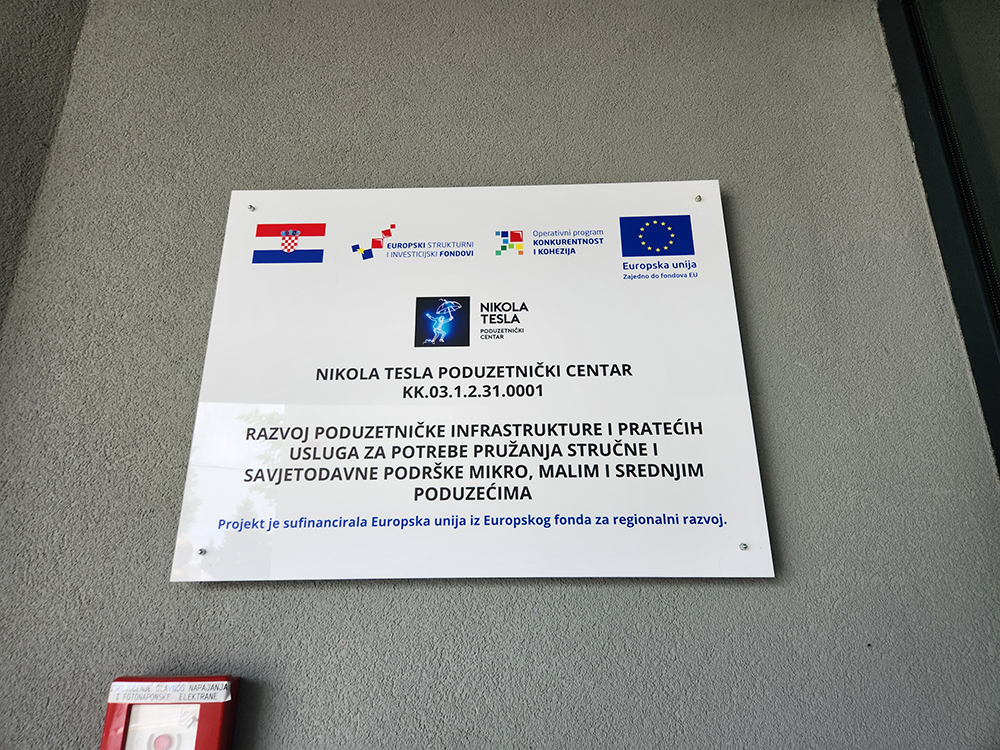 EUROPSKI STRUKTURNI
I INVESTICIJSKI FONDOVI
Operativni program
KONKURENTNOST
I KOHEZIJA
Europska unija
Zajedno do fondova EU
NIKOLA
TESLA
PODUZETNIČKI
CENTAR
NIKOLA TESLA PODUZETNIČKI CENTAR
KK.03.1.2.31.0001
RAZVOJ PODUZETNIČKE INFRASTRUKTURE I PRATEĆIH
USLUGA ZA POTREBE PRUŽANJA STRUČNE I
SAVJETODAVNE PODRŠKE MIKRO, MALIM I SREDNJIM
PODUZEĆIMA
Projekt je sufinancirala Europska unija iz Europskog fonda za regionalni razvoj.
NAPAJANJA
I FOTONAPONSKE ELEKTRANE